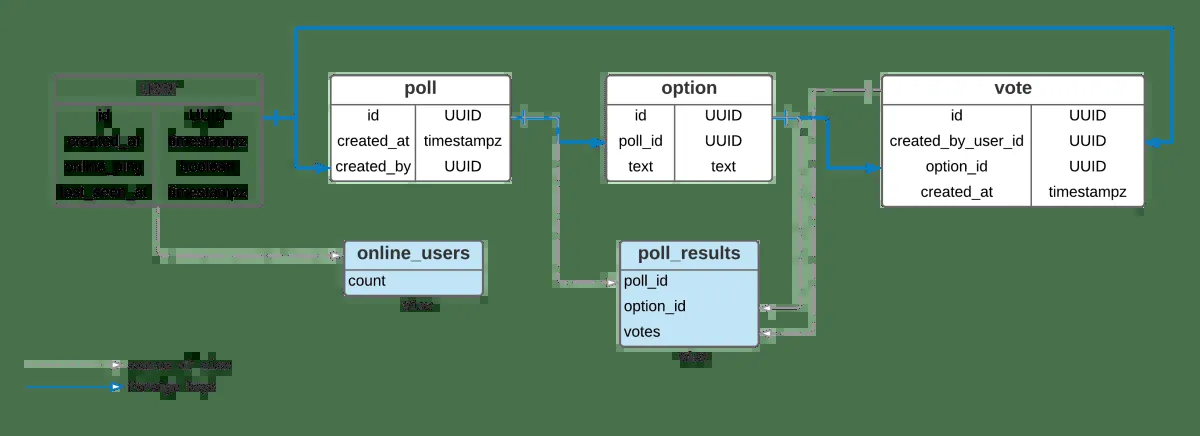 user
id UUID
created_at timestampz
online_ping boolean
last_seen_at timestampz
poll
id UUID
created_at timestampz
created_by UUID
option
id UUID
poll_id UUID
text text
vote
id UUID
created_by_user_id UUID
option_id UUID
created_at timestampz
online_users
count
View
poll_results
poll_id
option_id
votes
View
foreign keys